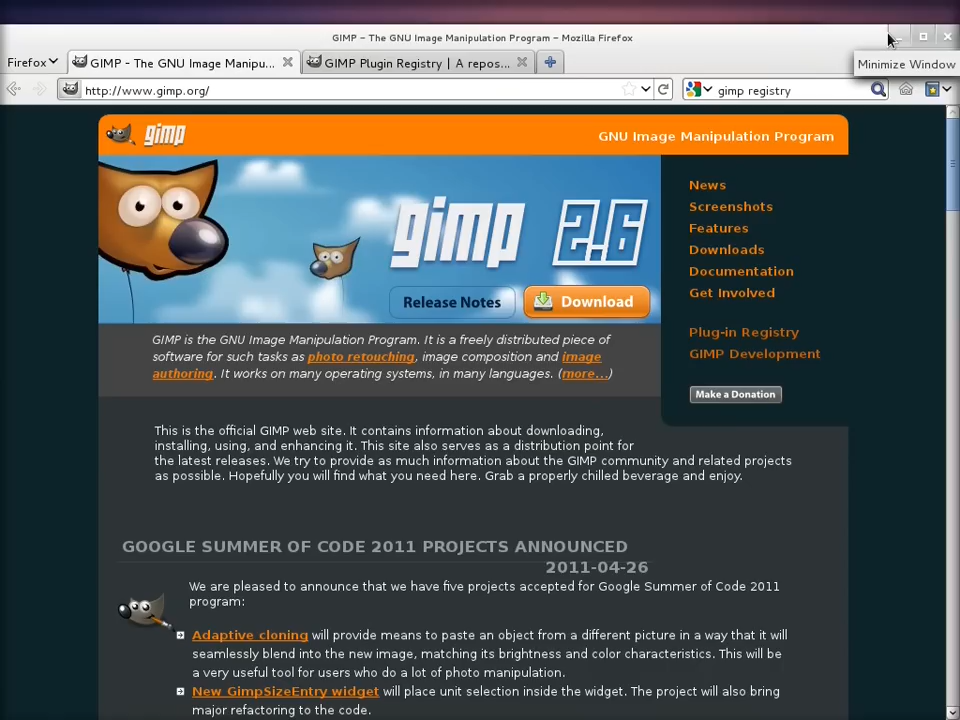 GIMP – The GNU Image Manipulation Program – Mozilla Firefox
Firefox
GIMP - The GNU Image Manipu...
GIMP Plugin Registry | A repos...
Minimize Window
http://www.gimp.org/
gimp registry
gimp
GNU Image Manipulation Program
gimp 2.6
Release Notes
Download
News
Screenshots
Features
Downloads
Documentation
Get Involved
Plug-in Registry
GIMP Development
Make a Donation
GIMP is the GNU Image Manipulation Program. It is a freely distributed piece of
software for such tasks as photo retouching, image composition and image
authoring. It works on many operating systems, in many languages. (more...)
This is the official GIMP web site. It contains information about downloading,
installing, using, and enhancing it. This site also serves as a distribution point for
the latest releases. We try to provide as much information about the GIMP community and related projects
as possible. Hopefully you will find what you need here. Grab a properly chilled beverage and enjoy.
GOOGLE SUMMER OF CODE 2011 PROJECTS ANNOUNCED
2011-04-26
We are pleased to announce that we have five projects accepted for Google Summer of Code 2011
program:
Adaptive cloning will provide means to paste an object from a different picture in a way that it will
seamlessly blend into the new image, matching its brightness and color characteristics. This will be
a very useful tool for users who do a lot of photo manipulation.
New GimpSizeEntry widget will place unit selection inside the widget. The project will also bring
major refactoring to the code.